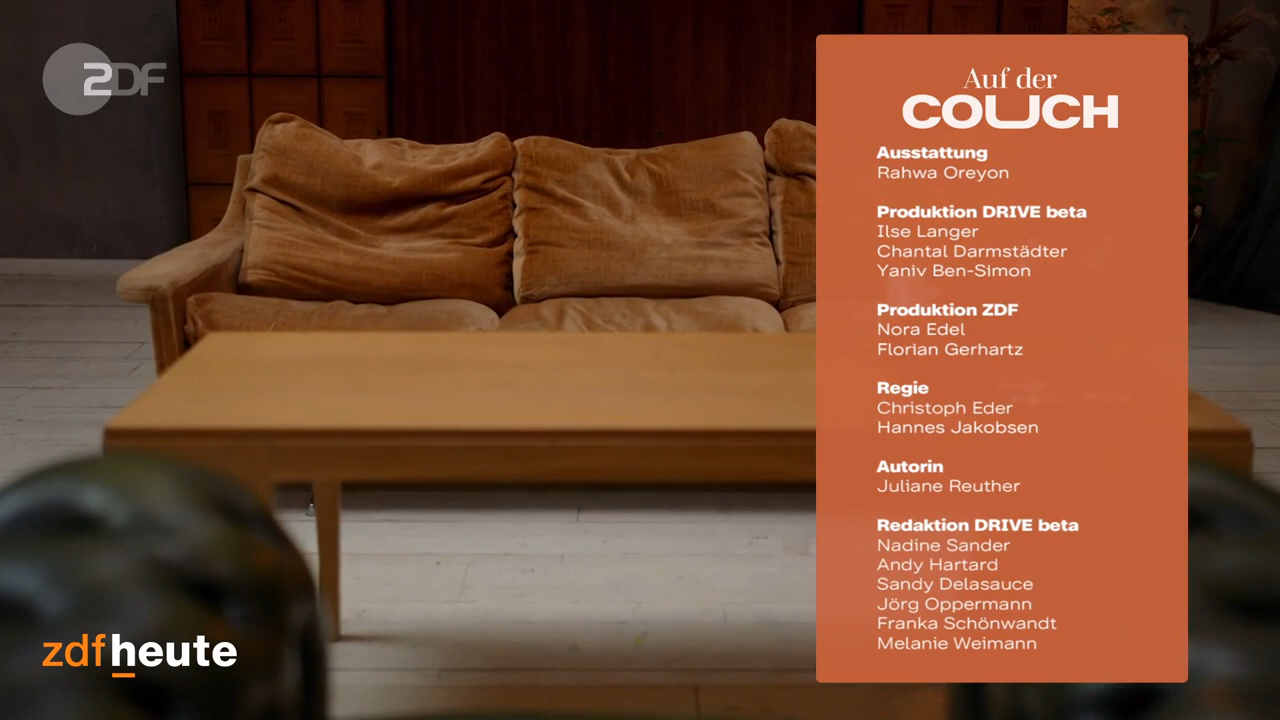 ZDF
Auf der
COUCH
Ausstattung
Rahwa Oreyon
Produktion DRIVE beta
Ilse Langer
Chantal Darmstädter
Yaniv Ben-Simon
Produktion ZDF
Nora Edel
Florian Gerhartz
Regie
Christoph Eder
Hannes Jakobsen
Autorin
Juliane Reuther
Redaktion DRIVE beta
Nadine Sander
Andy Hartard
Sandy Delasauce
Jörg Oppermann
Franka Schönwandt
Melanie Weimann
zdfheute